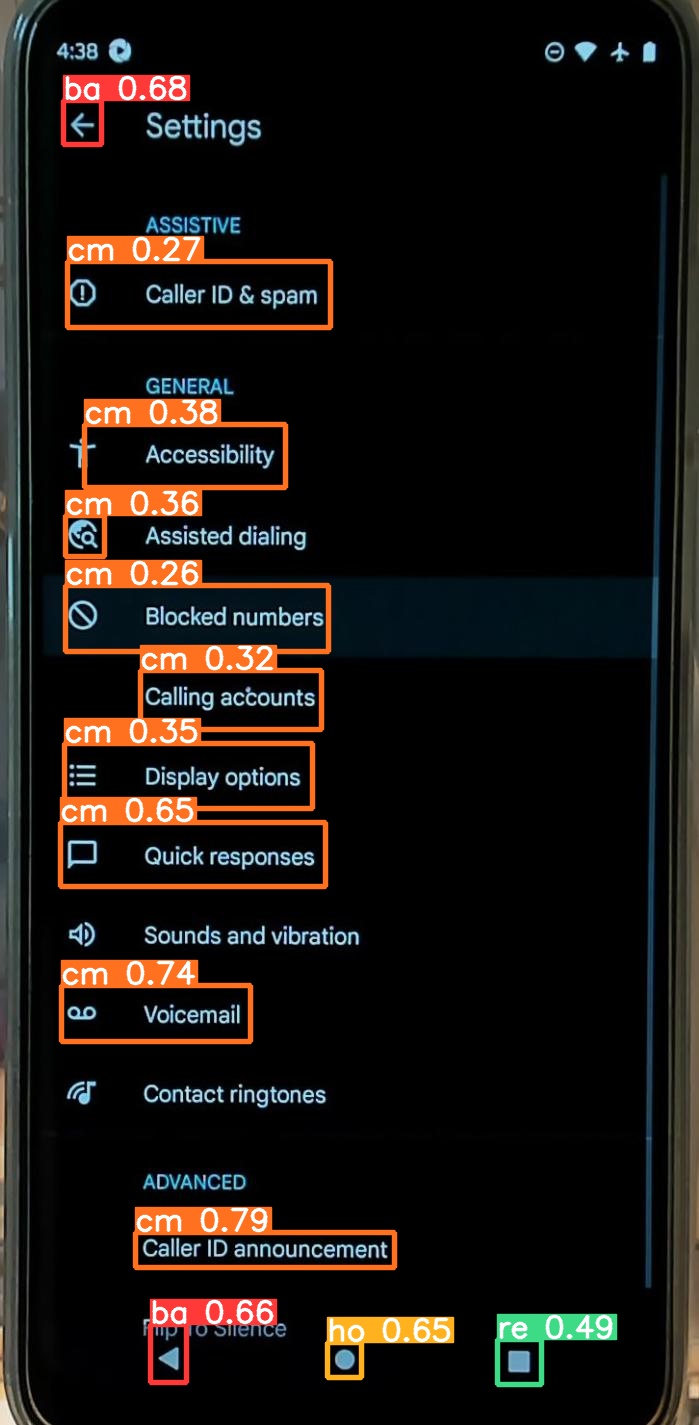 4:38
ba 0.68
Settings
ASSISTIVE
cm 0.27
Caller ID & spam
GENERAL
cm 0.38
Accessibility
cm 0.36
Assisted dialing
cm 0.26
Blocked numbers
cm 0.32
Calling accounts
cm 0.35
Display options
cm 0.65
Quick responses
Sounds and vibration
cm 0.74
Voicemail
Contact ringtones
ADVANCED
cm 0.79
Caller ID announcement
ba 0.66
Flip To Silence
ho 0.65
re 0.49